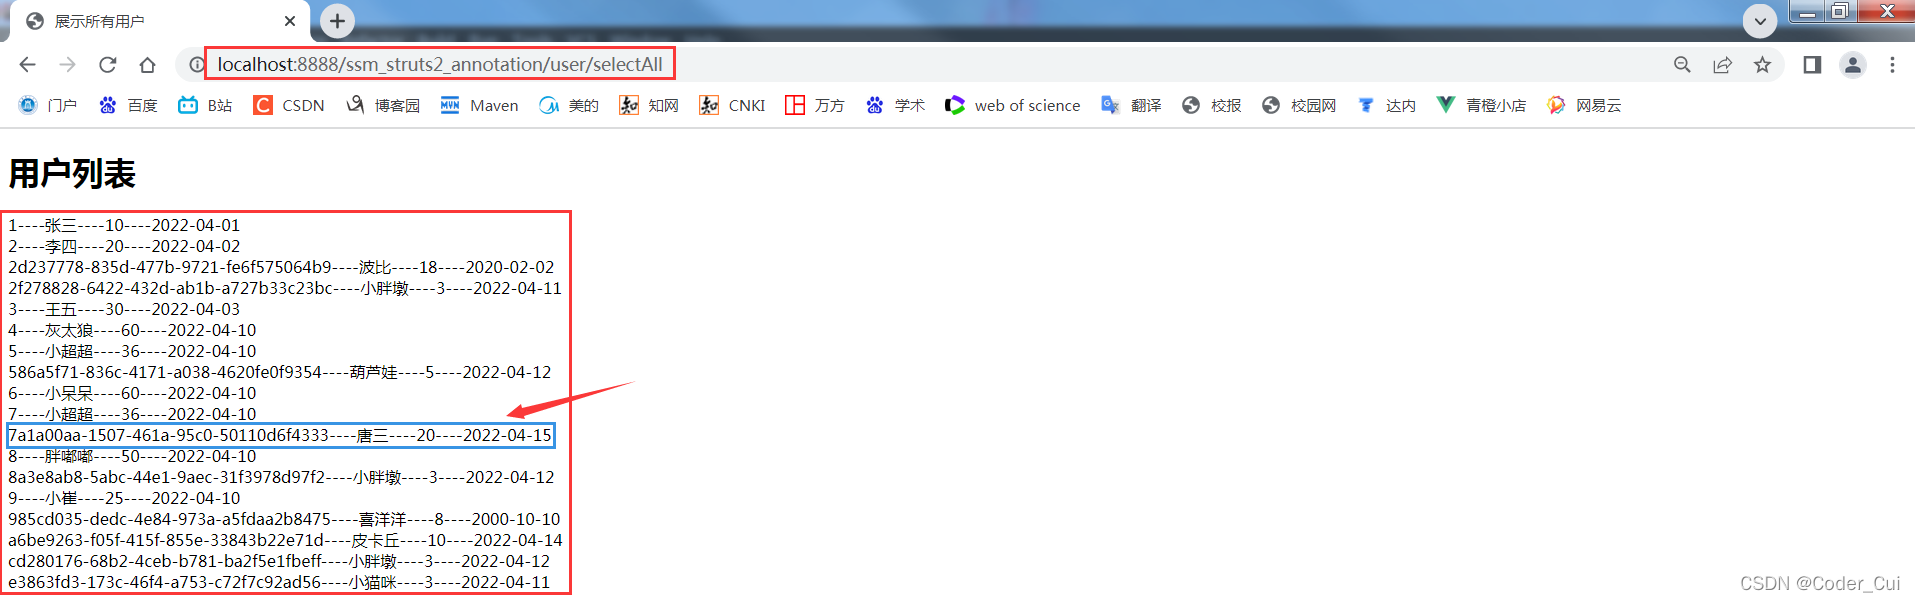 展示所有用户
localhost:8888/ssm_struts2_annotation/user/selectAll
门户 百度 B站 CSDN 博客园 Maven 美的 知网 CNKI 万方 学术 web of science 翻译 校报 校园网 达内 青橙小店 网易云
用户列表
1----张三----10----2022-04-01
2----李四----20----2022-04-02
2d237778-835d-477b-9721-fe6f575064b9----波比----18----2020-02-02
2f278828-6422-432d-ab1b-a727b33c23bc----小胖墩----3----2022-04-11
3----王五----30----2022-04-03
4----灰太狼----60----2022-04-10
5----小超超----36----2022-04-10
586a5f71-836c-4171-a038-4620fe0f9354----葫芦娃----5----2022-04-12
6----小呆呆----60----2022-04-10
7----小超超----36----2022-04-10
7a1a00aa-1507-461a-95c0-50110d6f4333----唐三----20----2022-04-15
8----胖嘟嘟----50----2022-04-10
8a3e8ab8-5abc-44e1-9aec-31f3978d97f2----小胖墩----3----2022-04-12
9----小崔----25----2022-04-10
985cd035-dedc-4e84-973a-a5fdaa2b8475----喜洋洋----8----2000-10-10
a6be9263-f05f-415f-855e-33843b22e71d----皮卡丘----10----2022-04-14
cd280176-68b2-4ceb-b781-ba2f5e1fbeff----小胖墩----3----2022-04-12
e3863fd3-173c-46f4-a753-c72f7c92ad56----小猫咪----3----2022-04-11
CSDN @Coder_Cui